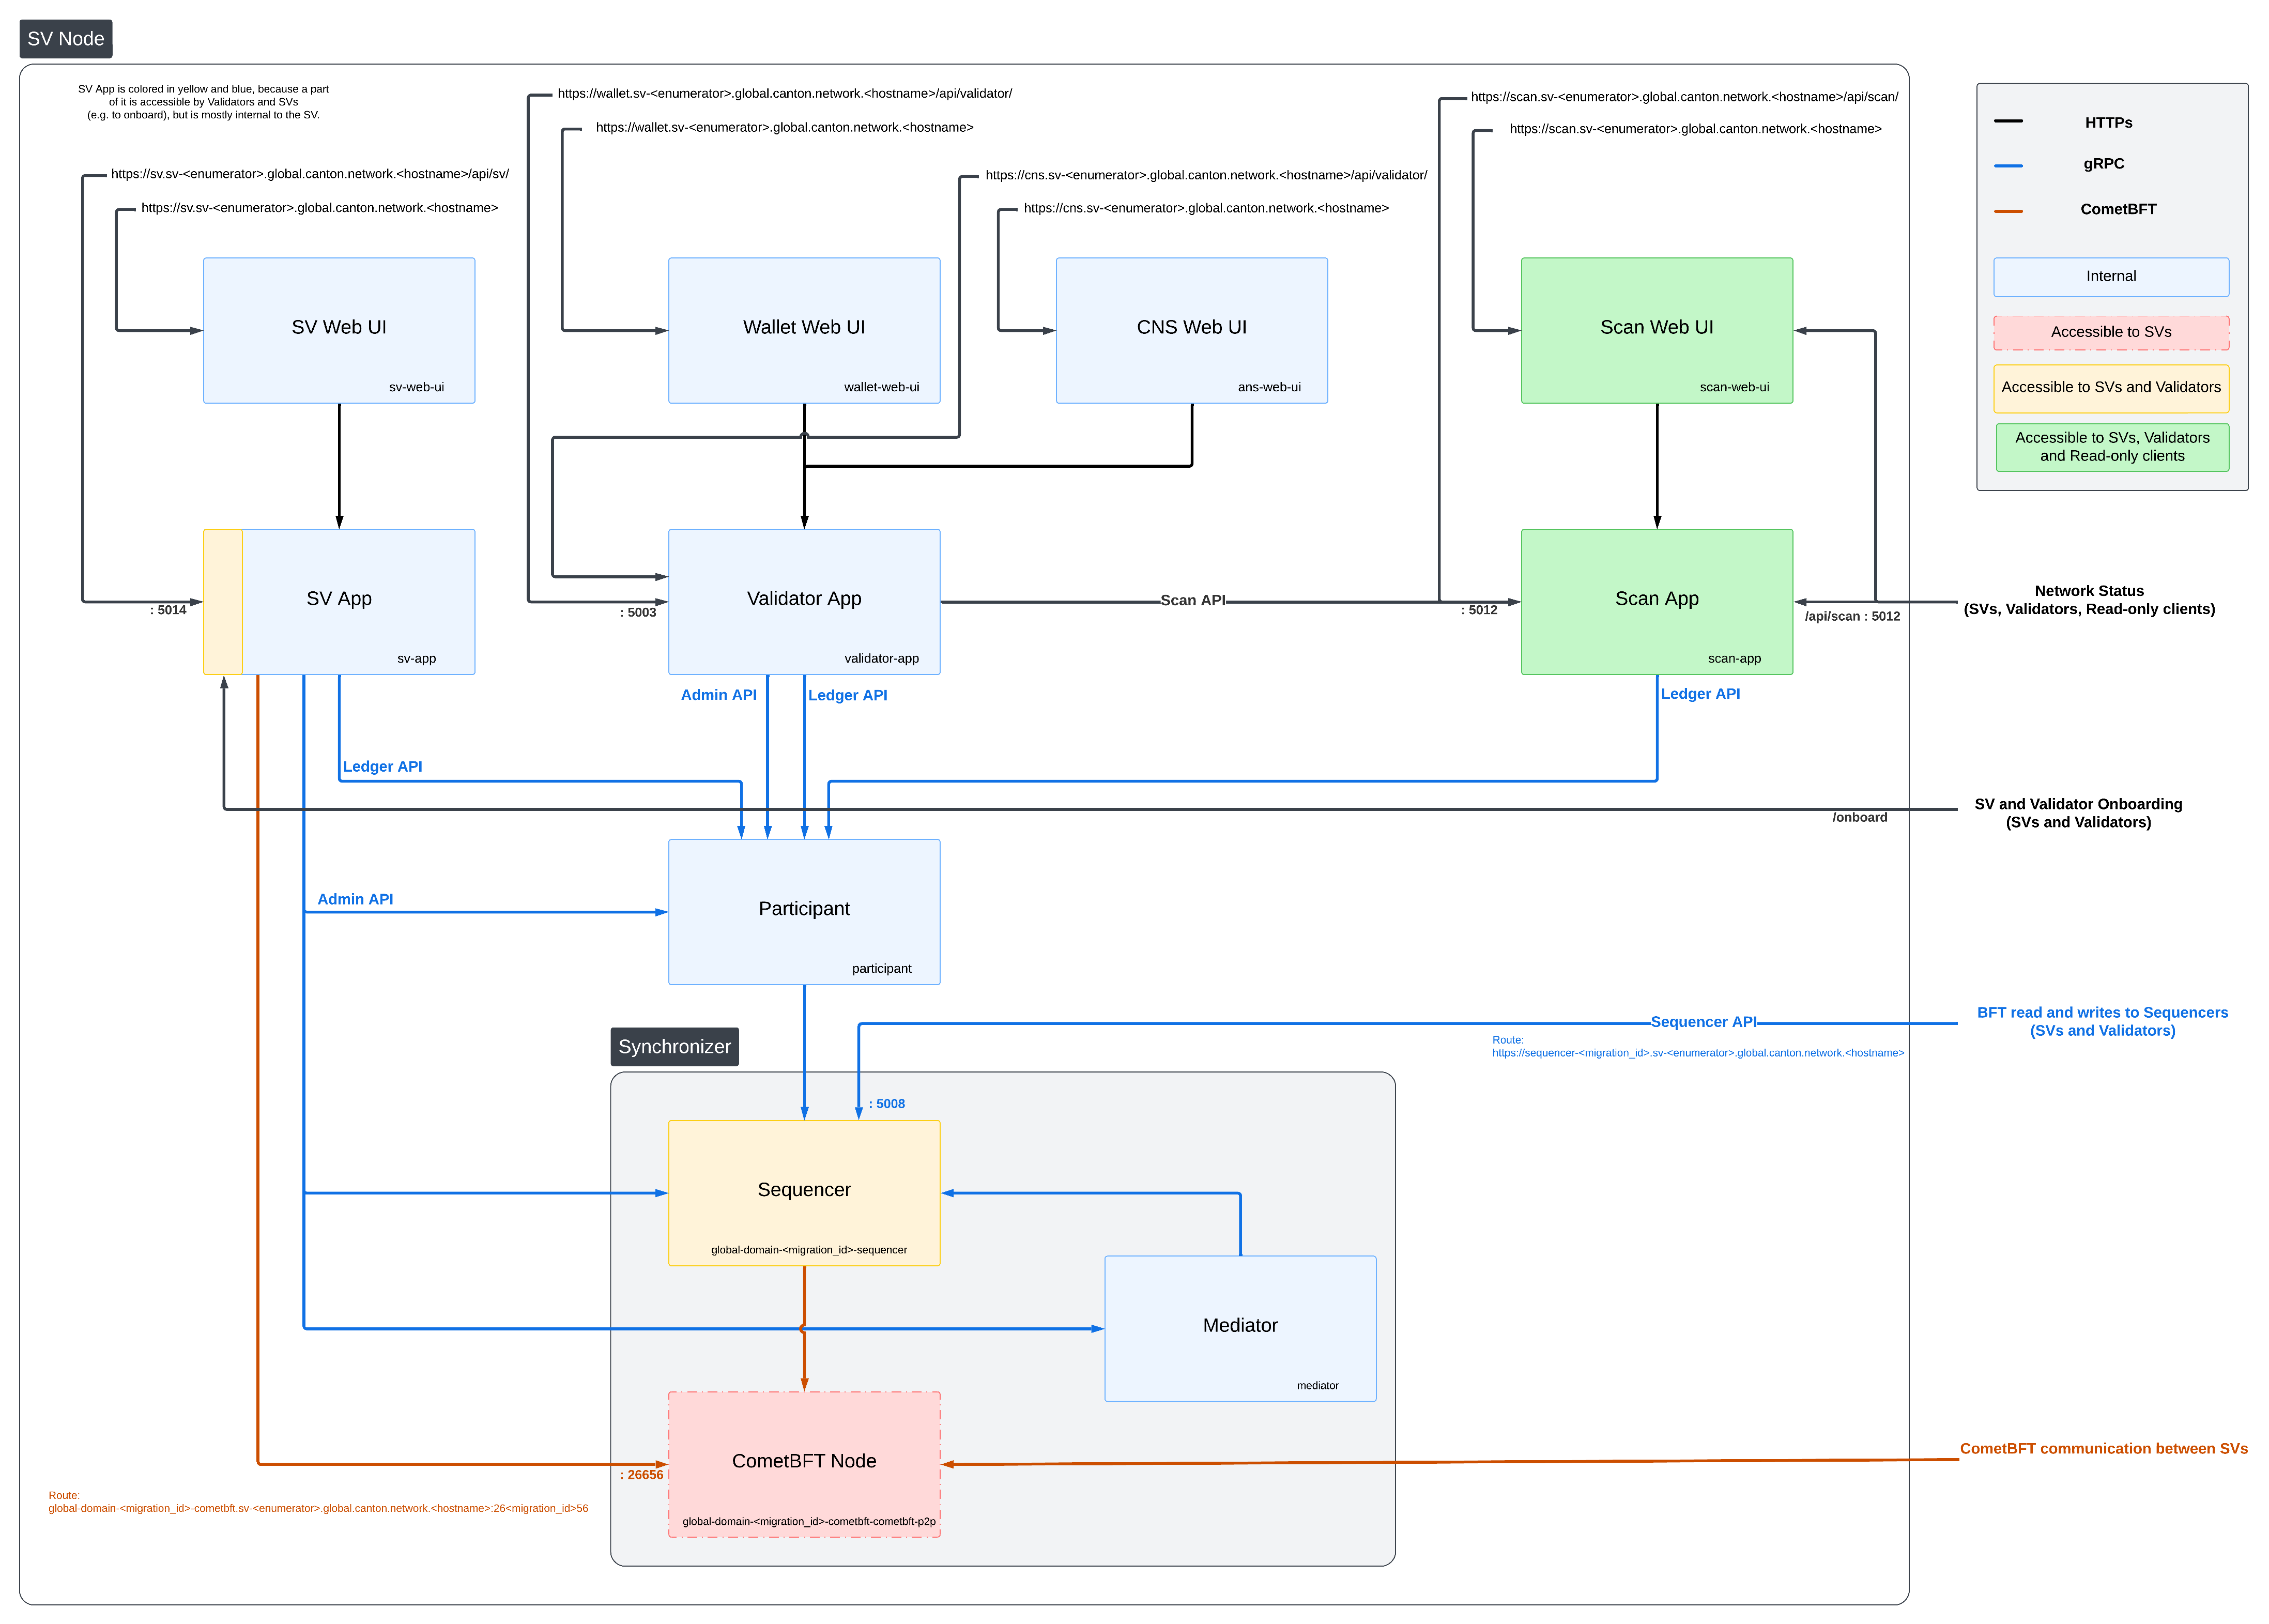 SV Node
SV App is colored in yellow and blue, because a part
of it is accessible by Validators and SVs
(e.g. to onboard), but is mostly internal to the SV.
https://wallet.sv-<enumerator>.global.canton.network.<hostname>/api/validator/
https://wallet.sv-<enumerator>.global.canton.network.<hostname>
https://scan.sv-<enumerator>.global.canton.network.<hostname>/api/scan/
https://scan.sv-<enumerator>.global.canton.network.<hostname>
https://sv.sv-<enumerator>.global.canton.network.<hostname>/api/sv/
https://sv.sv-<enumerator>.global.canton.network.<hostname>
https://cns.sv-<enumerator>.global.canton.network.<hostname>/api/validator/
https://cns.sv-<enumerator>.global.canton.network.<hostname>
HTTPs
gRPC
CometBFT
Internal
Accessible to SVs
Accessible to SVs and Validators
Accessible to SVs, Validators
and Read-only clients
SV Web UI
sv-web-ui
Wallet Web UI
wallet-web-ui
CNS Web UI
ans-web-ui
Scan Web UI
scan-web-ui
: 5014
SV App
sv-app
: 5003
Validator App
validator-app
Scan API
: 5012
Scan App
scan-app
/api/scan : 5012
Network Status
(SVs, Validators, Read-only clients)
Admin API
Ledger API
Ledger API
Ledger API
/onboard
SV and Validator Onboarding
(SVs and Validators)
Admin API
Participant
participant
Sequencer API
Route:
https://sequencer-<migration_id>.sv-<enumerator>.global.canton.network.<hostname>
BFT read and writes to Sequencers
(SVs and Validators)
Synchronizer
: 5008
Sequencer
global-domain-<migration_id>-sequencer
Mediator
mediator
CometBFT Node
global-domain-<migration_id>-cometbft-cometbft-p2p
: 26656
CometBFT communication between SVs
Route:
global-domain-<migration_id>-cometbft.sv-<enumerator>.global.canton.network.<hostname>:26<migration_id>56